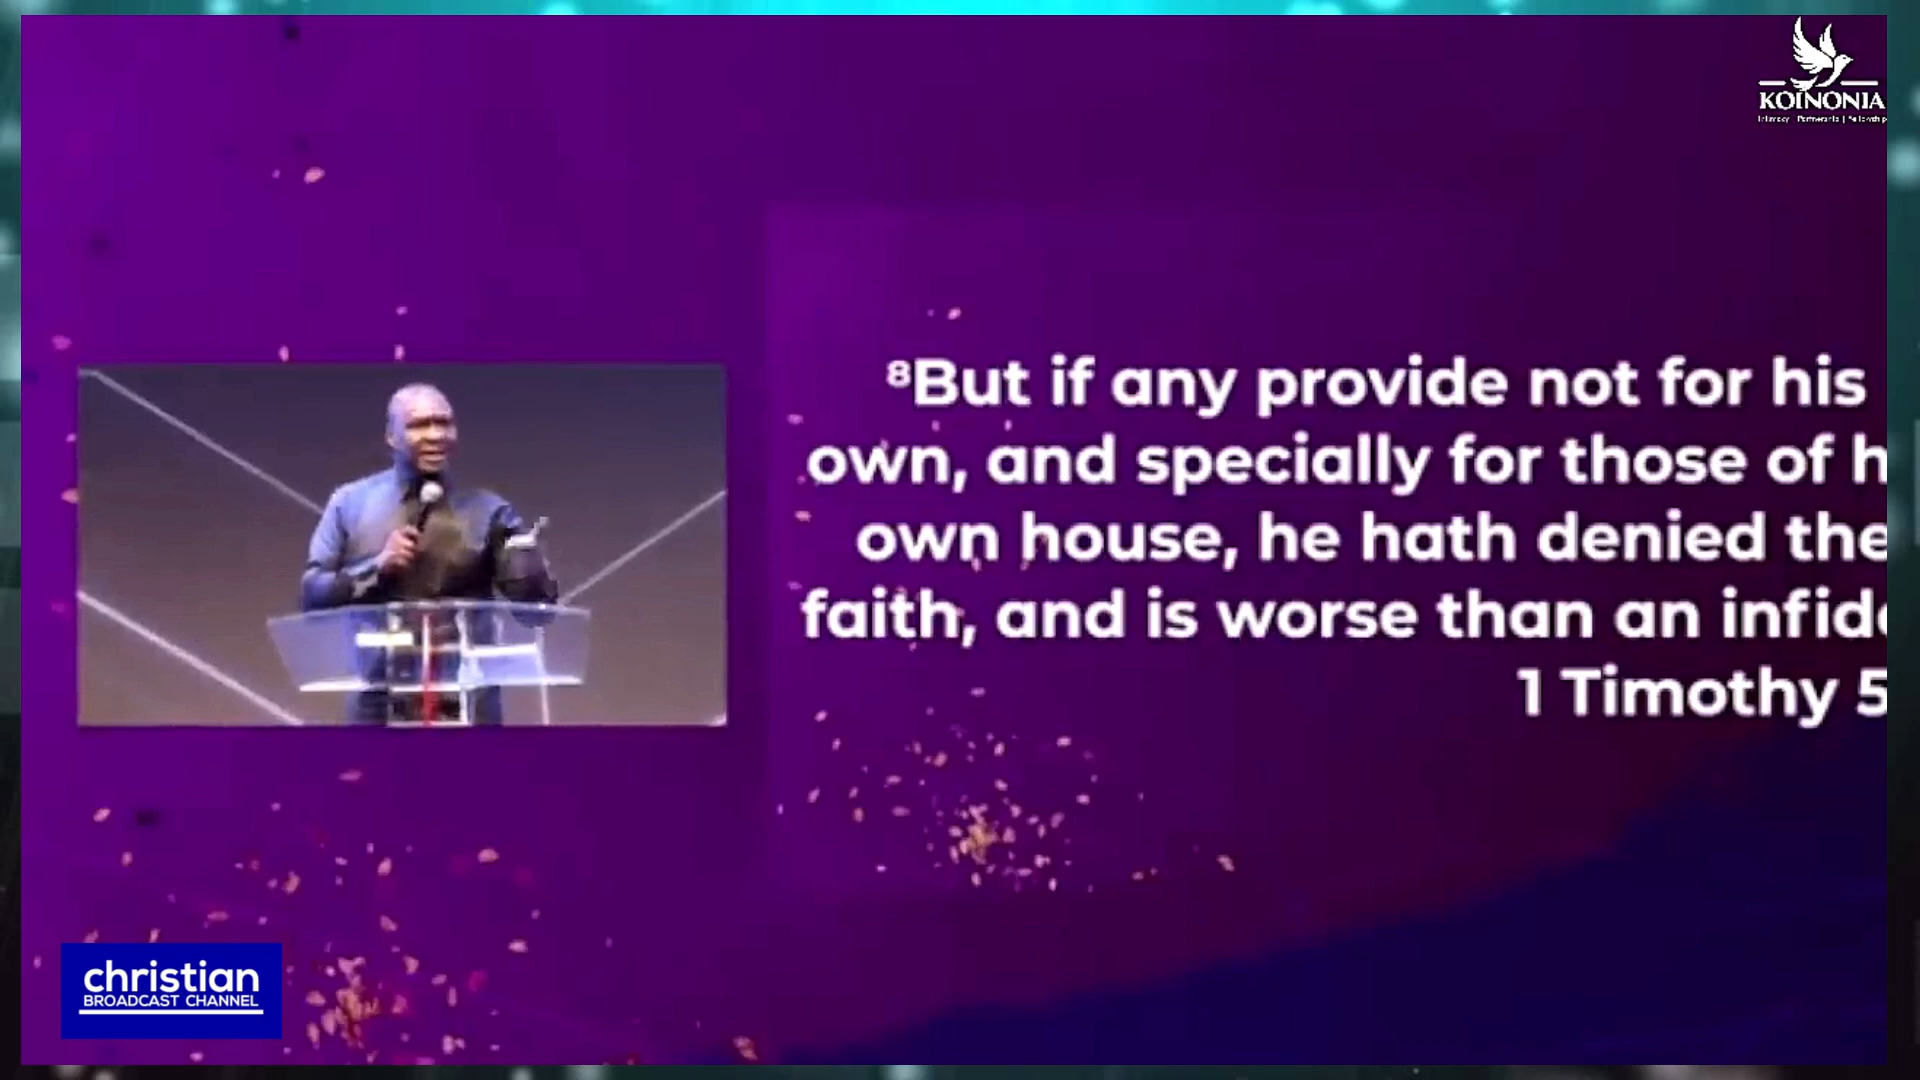 KOINONIA
⁸But if any provide not for his
own, and specially for those of h
own house, he hath denied the
faith, and is worse than an infid
1 Timothy 5
christian
BROADCAST CHANNEL